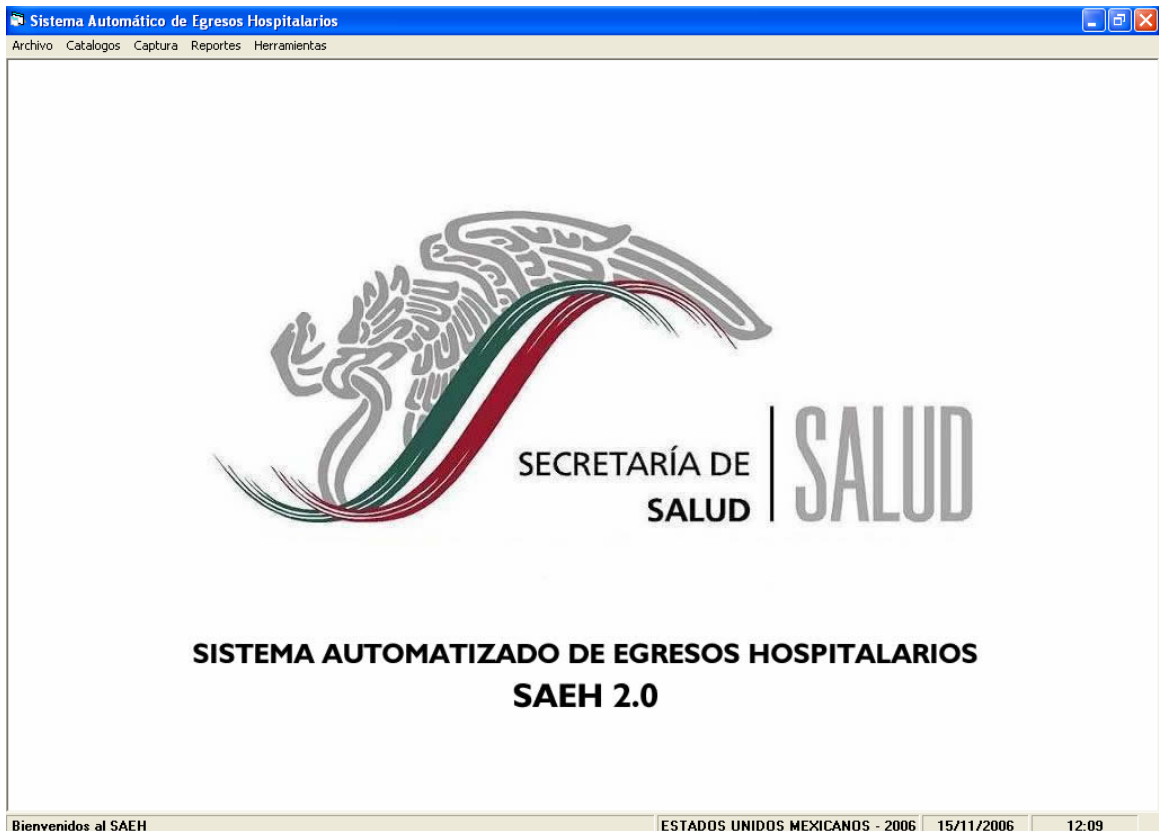 Sistema Automático de Egresos Hospitalarios
Archivo Catalogos Captura Reportes Herramientas
SECRETARÍA DE
SALUD
SALUD
SISTEMA AUTOMATIZADO DE EGRESOS HOSPITALARIOS
SAEH 2.0
Bienvenidos al SAEH ESTADOS UNIDOS MEXICANOS - 2006 15/11/2006 12:09